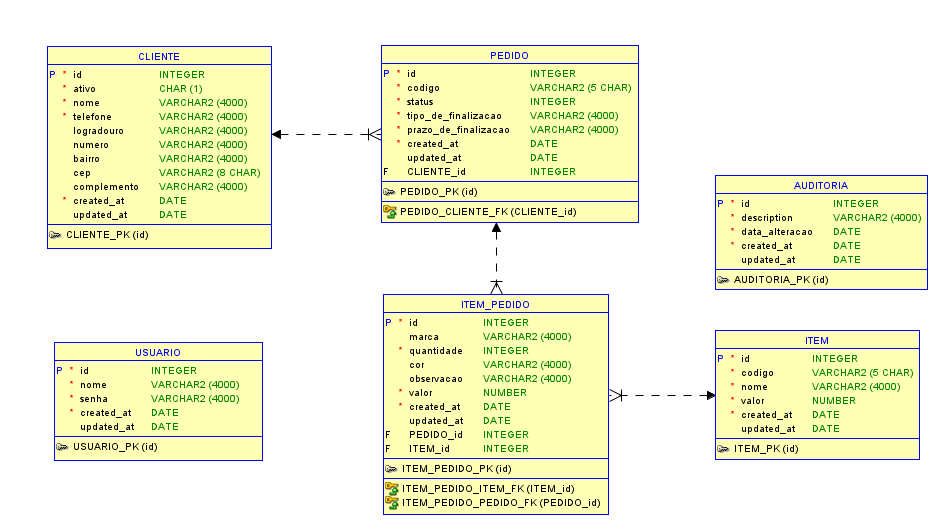 CLIENTE
P * id INTEGER
* ativo CHAR (1)
* nome VARCHAR2 (4000)
* telefone VARCHAR2 (4000)
logradouro VARCHAR2 (4000)
numero VARCHAR2 (4000)
bairro VARCHAR2 (4000)
cep VARCHAR2 (8 CHAR)
complemento VARCHAR2 (4000)
* created_at DATE
updated_at DATE
CLIENTE_PK (id)
PEDIDO
P * id INTEGER
* codigo VARCHAR2 (5 CHAR)
* status INTEGER
* tipo_de_finalizacao VARCHAR2 (4000)
* prazo_de_finalizacao VARCHAR2 (4000)
* created_at DATE
updated_at DATE
F CLIENTE_id INTEGER
PEDIDO_PK (id)
PEDIDO_CLIENTE_FK (CLIENTE_id)
AUDITORIA
P * id INTEGER
* description VARCHAR2 (4000)
* data_alteracao DATE
* created_at DATE
updated_at DATE
AUDITORIA_PK (id)
USUARIO
P * id INTEGER
* nome VARCHAR2 (4000)
* senha VARCHAR2 (4000)
* created_at DATE
updated_at DATE
USUARIO_PK (id)
ITEM_PEDIDO
P * id INTEGER
marca VARCHAR2 (4000)
* quantidade INTEGER
cor VARCHAR2 (4000)
observacao VARCHAR2 (4000)
* valor NUMBER
* created_at DATE
updated_at DATE
F PEDIDO_id INTEGER
F ITEM_id INTEGER
ITEM_PEDIDO_PK (id)
ITEM_PEDIDO_ITEM_FK (ITEM_id)
ITEM_PEDIDO_PEDIDO_FK (PEDIDO_id)
ITEM
P * id INTEGER
* codigo VARCHAR2 (5 CHAR)
* nome VARCHAR2 (4000)
* valor NUMBER
* created_at DATE
updated_at DATE
ITEM_PK (id)